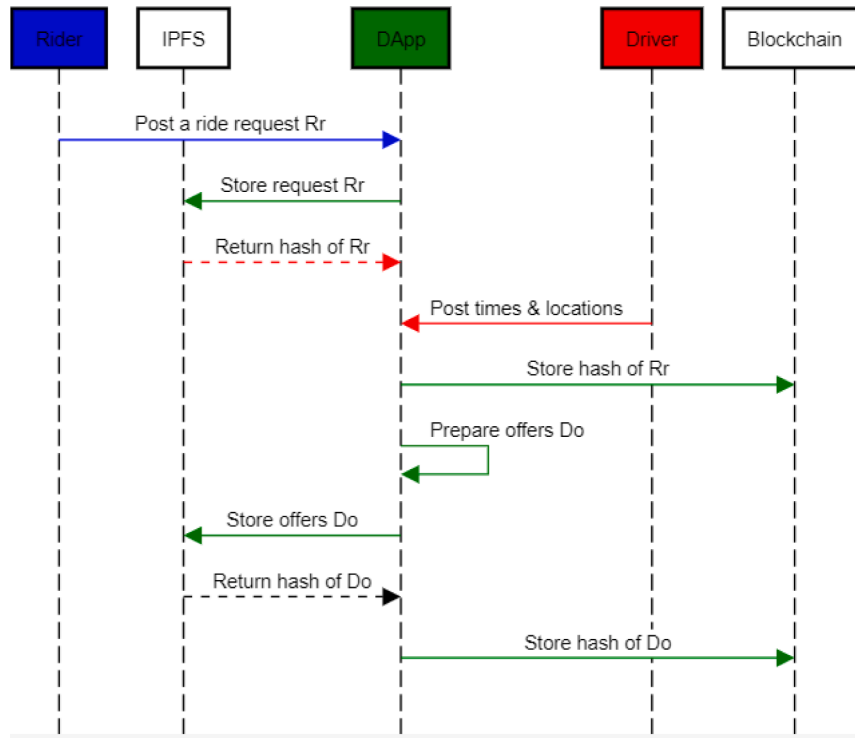 Rider
IPFS
DApp
Driver
Blockchain
Post a ride request Rr
Store request Rr
Return hash of Rr
Post times & locations
Store hash of Rr
Prepare offers Do
Store offers Do
Return hash of Do
Store hash of Do